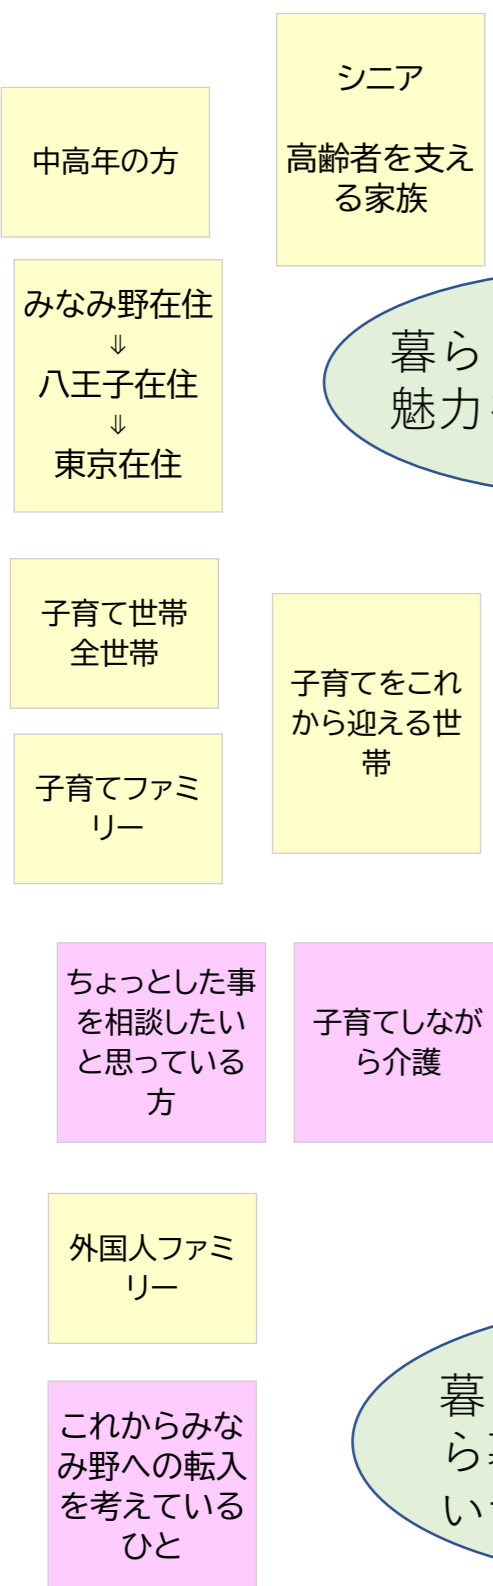 シニア
高齢者を支え
る家族
中高年の方
みなみ野在住
⇓
八王子在住
⇓
東京在住
暮ら
魅力
子育て世帯
全世帯
子育てをこれ
から迎える世
帯
子育てファミ
リー
ちょっとした事
を相談したい
と思っている
方
子育てしなが
ら介護
外国人ファミ
リー
暮
ら
い
これからみな
み野への転入
を考えている
ひと